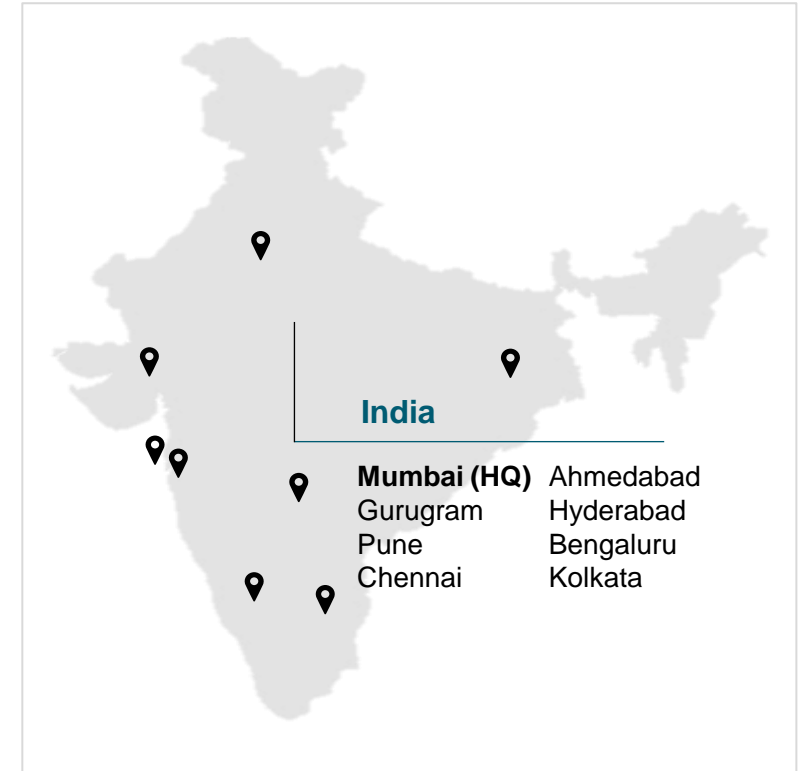 India
Mumbai (HQ) Ahmedabad
Gurugram Hyderabad
Pune Bengaluru
Chennai Kolkata